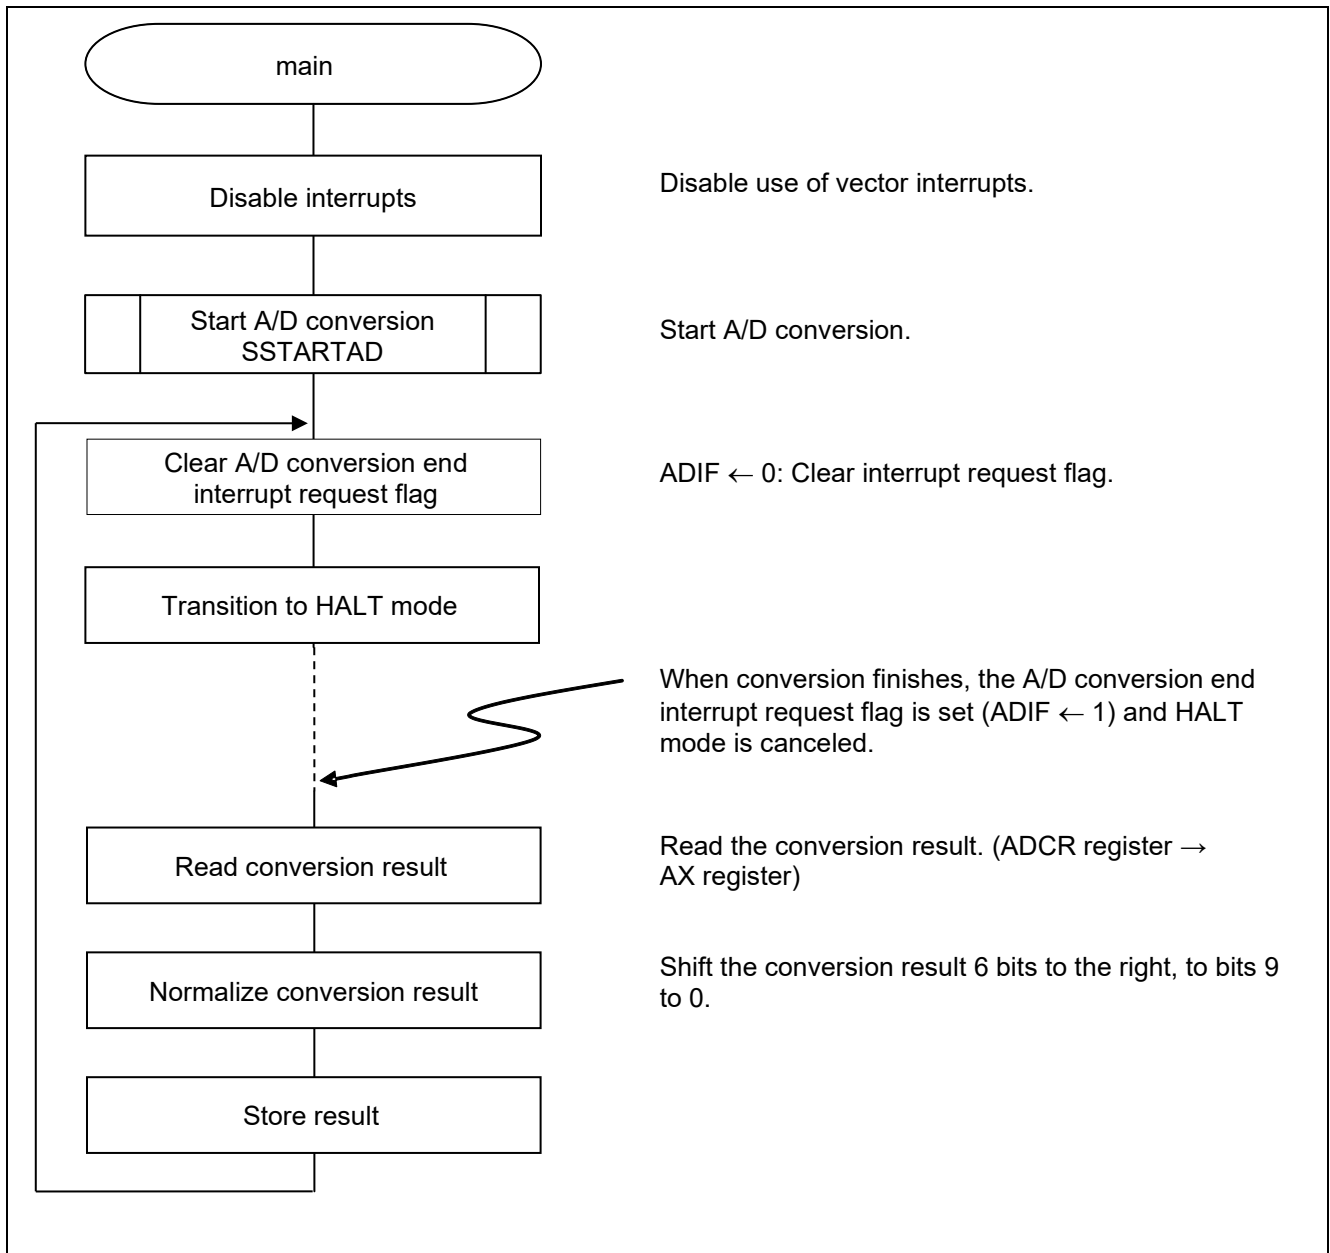 main
Disable interrupts
Disable use of vector interrupts.
Start A/D conversion
SSTARTAD
Start A/D conversion.
Clear A/D conversion end
interrupt request flag
ADIF ← 0: Clear interrupt request flag.
Transition to HALT mode
When conversion finishes, the A/D conversion end
interrupt request flag is set (ADIF ← 1) and HALT
mode is canceled.
Read conversion result
Read the conversion result. (ADCR register →
AX register)
Normalize conversion result
Shift the conversion result 6 bits to the right, to bits 9
to 0.
Store result